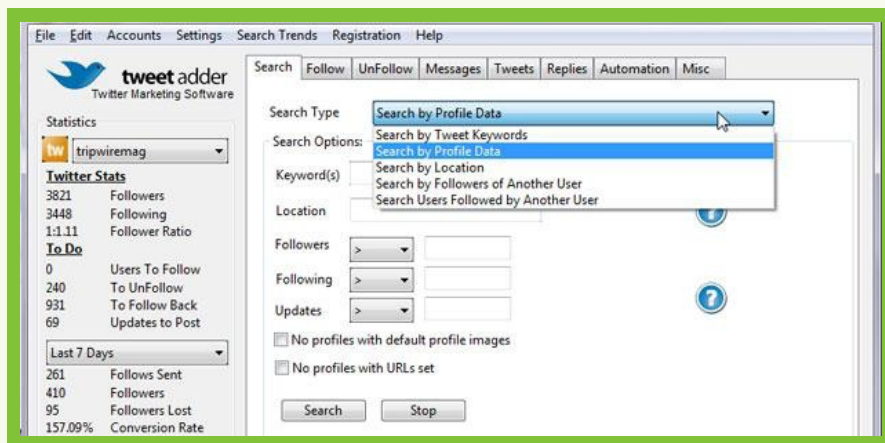 File Edit Accounts Settings Search Trends Registration Help
tweet adder
Twitter Marketing Software
Statistics
tw tripwiremag
Twitter Stats
3821 Followers
3448 Following
1:1.11 Follower Ratio
To Do
0 Users To Follow
240 To UnFollow
931 To Follow Back
69 Updates to Post
Last 7 Days
261 Follows Sent
410 Followers
95 Followers Lost
157.09% Conversion Rate
Search Follow UnFollow Messages Tweets Replies Automation Misc
Search Type Search by Profile Data
Search by Tweet Keywords
Search Options: Search by Profile Data
Search by Location
Keyword(s) Search by Followers of Another User
Search Users Followed by Another User
Location ?
Followers >
Following > ?
Updates >
No profiles with default profile images
No profiles with URLs set
Search Stop